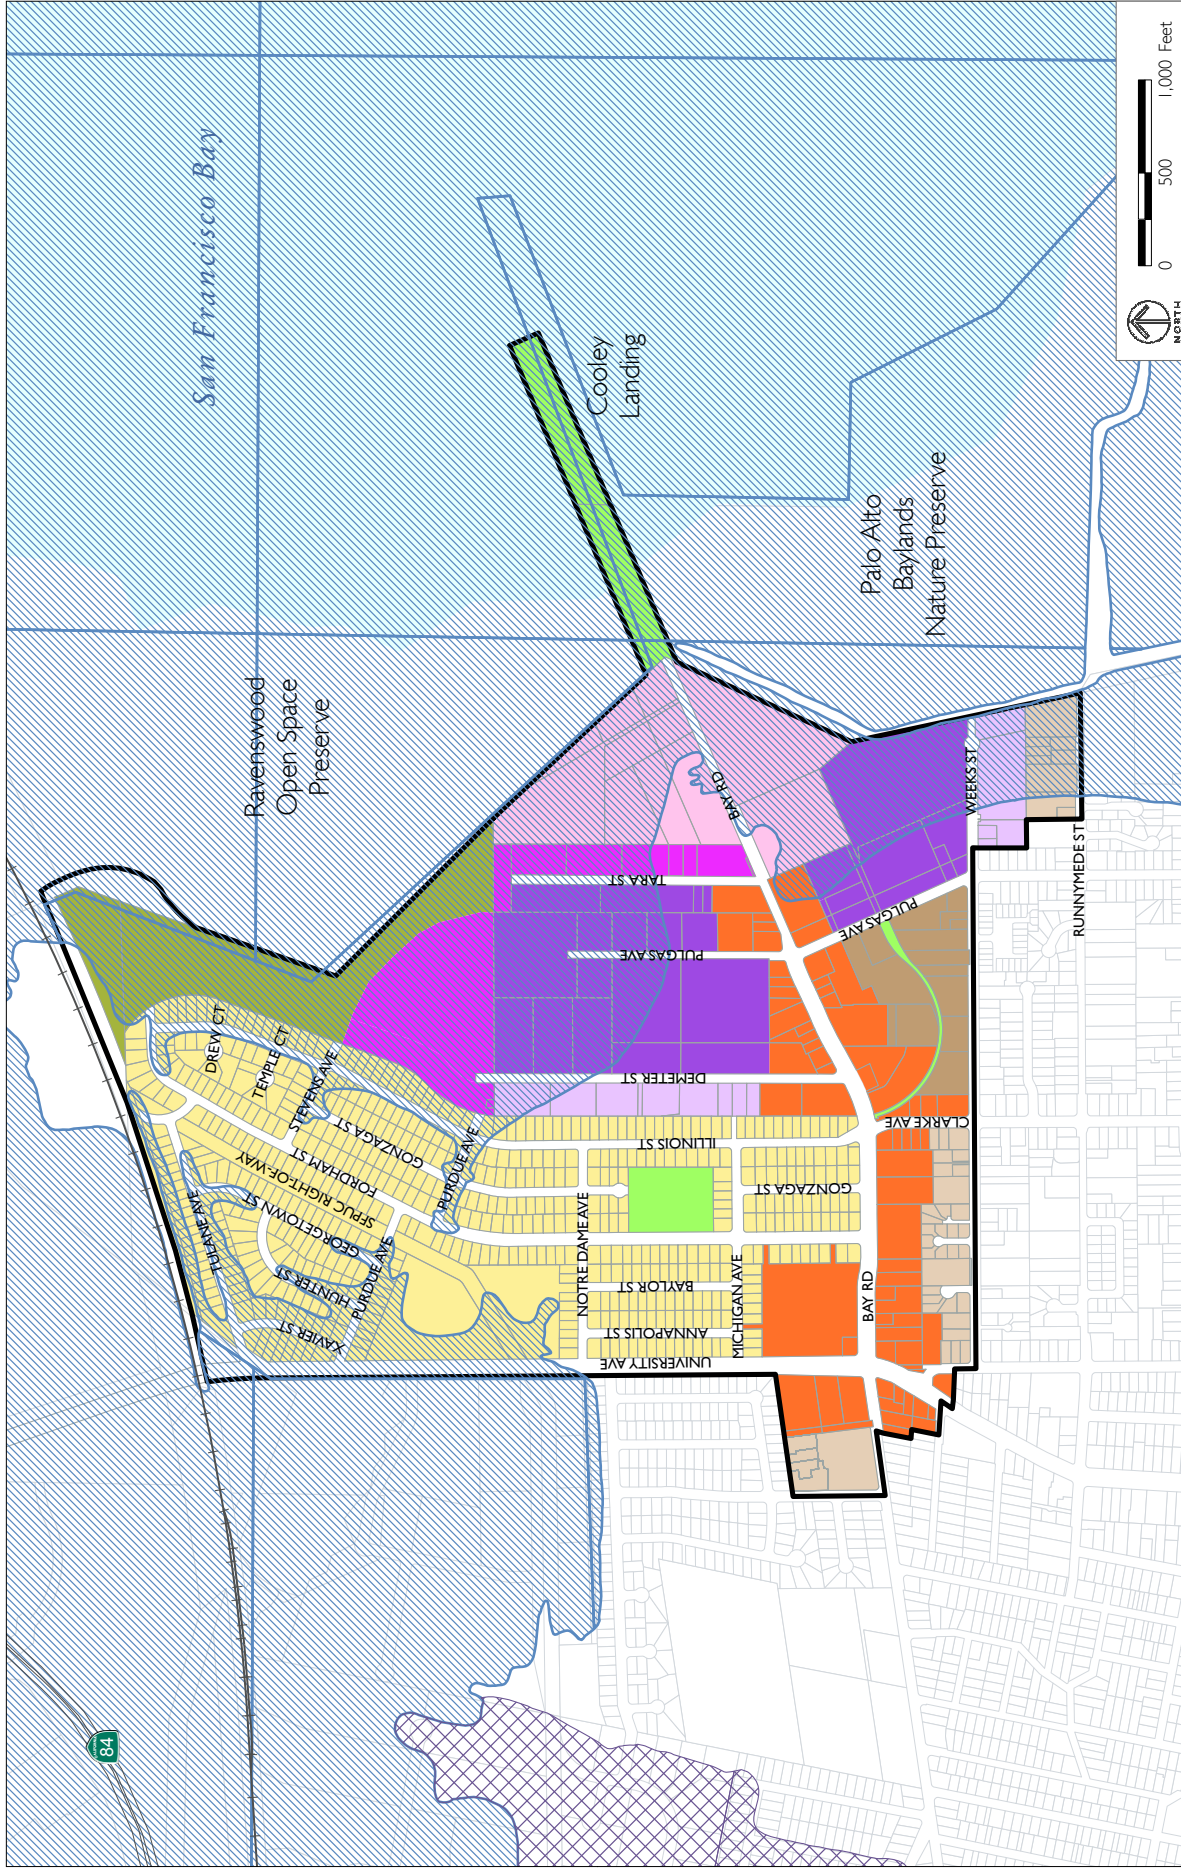 San Francisco Bay
Ravenswood
Open Space
Preserve
Cooley
Landing
Palo Alto
Baylands
Nature Preserve
84
DREW CT
TEMPLE CT
STEVENS AVE
GONZAGA ST
FORDHAM ST
SFPUC RIGHT-OF-WAY
GEORGETOWN ST
TULANE AVE
HUNTER ST
XAVIER ST
PURDUE AVE
PURDUE AVE
NOTRE DAME AVE
BAYLOR ST
ANNAPOLIS ST
UNIVERSITY AVE
MICHIGAN AVE
ILLINOIS ST
GONZAGA ST
DEMETER ST
PULGAS AVE
TARA ST
BAY RD
BAY RD
PULGAS AVE
CLARKE AVE
WEEKS ST
RUNNYMEDE ST
NORTH
0
500
1,000 Feet